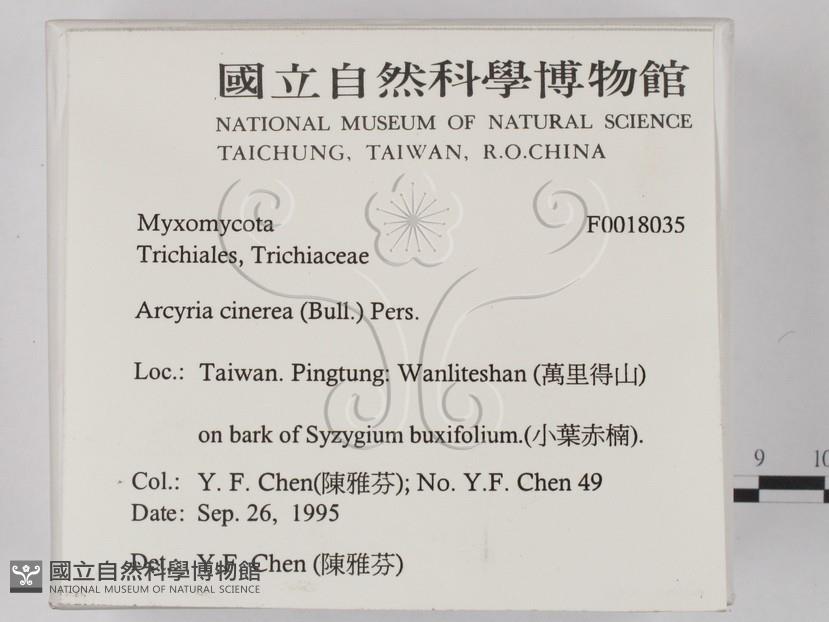 國立自然科學博物館
NATIONAL MUSEUM OF NATURAL SCIENCE
TAICHUNG, TAIWAN, R.O.CHINA
Myxomycota F0018035
Trichiales, Trichiaceae
Arcyria cinerea (Bull.) Pers.
Loc.: Taiwan. Pingtung: Wanliteshan (萬里得山)
on bark of Syzygium buxifolium.(小葉赤楠).
Col.: Y. F. Chen(陳雅芬); No. Y.F. Chen 49
Date: Sep. 26, 1995
Det.: Y.F. Chen (陳雅芬)
國立自然科學博物館
NATIONAL MUSEUM OF NATURAL SCIENCE
9 10